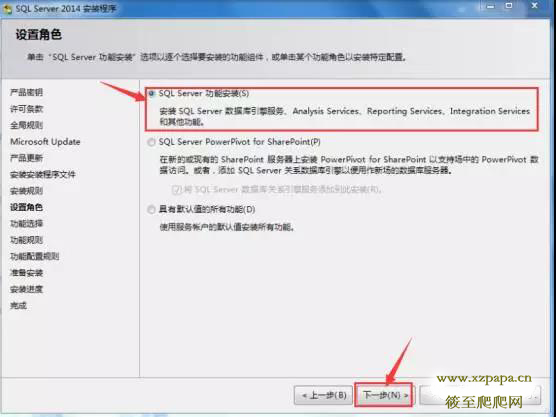 SQL Server 2014 安装程序
设置角色
单击“SQL Server 功能安装”选项以逐个选择要安装的功能组件，或单击某个功能角色以安装特定配置。
产品密钥
许可条款
全局规则
Microsoft Update
产品更新
安装安装程序文件
安装规则
设置角色
功能选择
功能规则
功能配置规则
准备安装
安装进度
完成
SQL Server 功能安装(S)
安装 SQL Server 数据库引擎服务、Analysis Services、Reporting Services、Integration Services
和其他功能。
SQL Server PowerPivot for SharePoint(P)
在新的或现有的 SharePoint 服务器上安装 PowerPivot for SharePoint 以支持场中的 PowerPivot 数
据访问。或者，添加 SQL Server 关系数据库引擎以便用作新场的数据库服务器。
将 SQL Server 数据库关系引擎服务添加到此安装(R)。
具有默认值的所有功能(D)
使用服务帐户的默认值安装所有功能。
< 上一步(B)
下一步(N) >
www.xzpapa.cn
筱至爬爬网